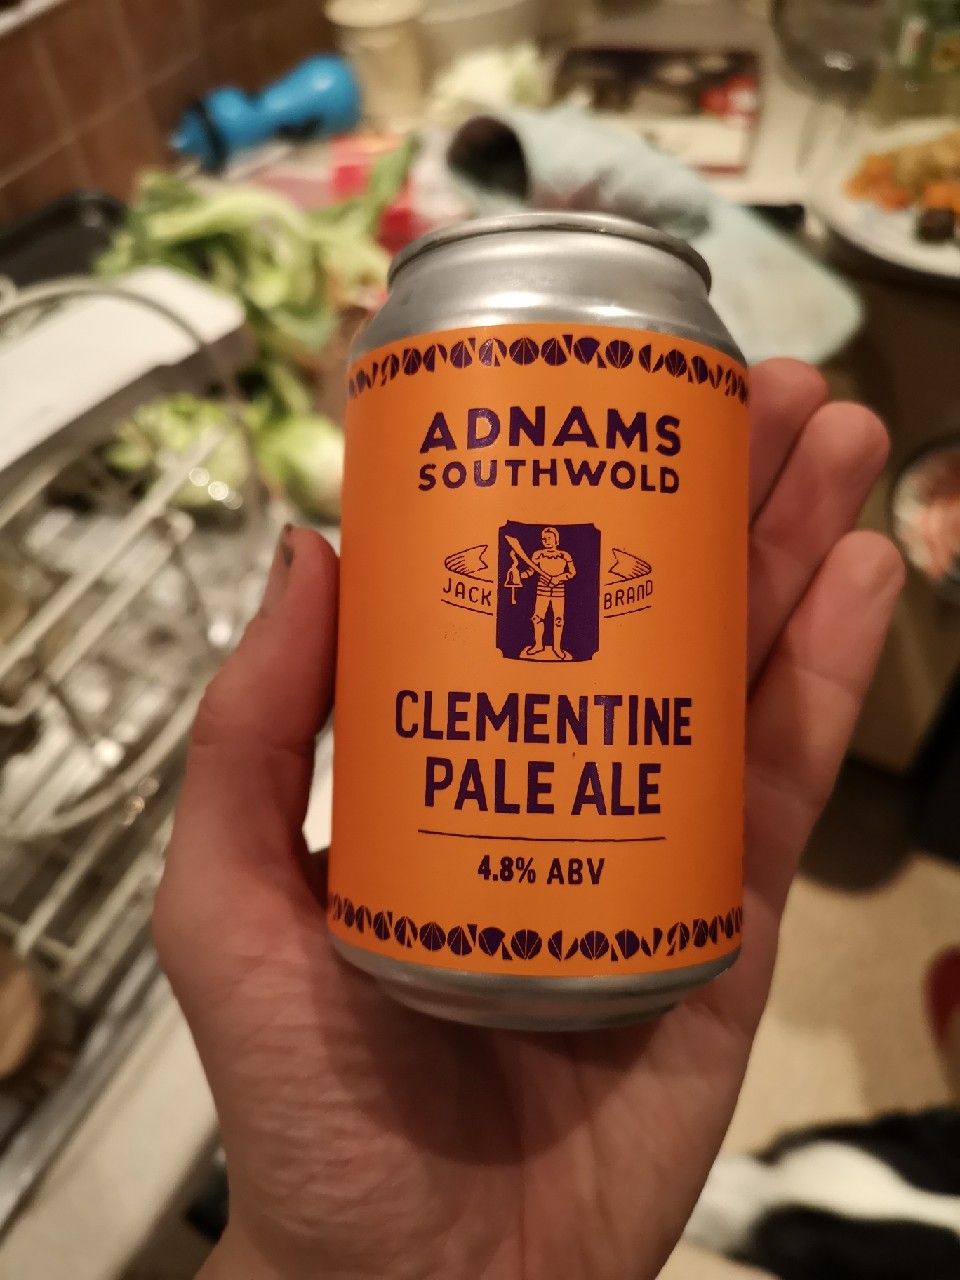 ADNAMS
SOUTHWOLD
JACK BRAND
CLEMENTINE
PALE ALE
4.8% ABV